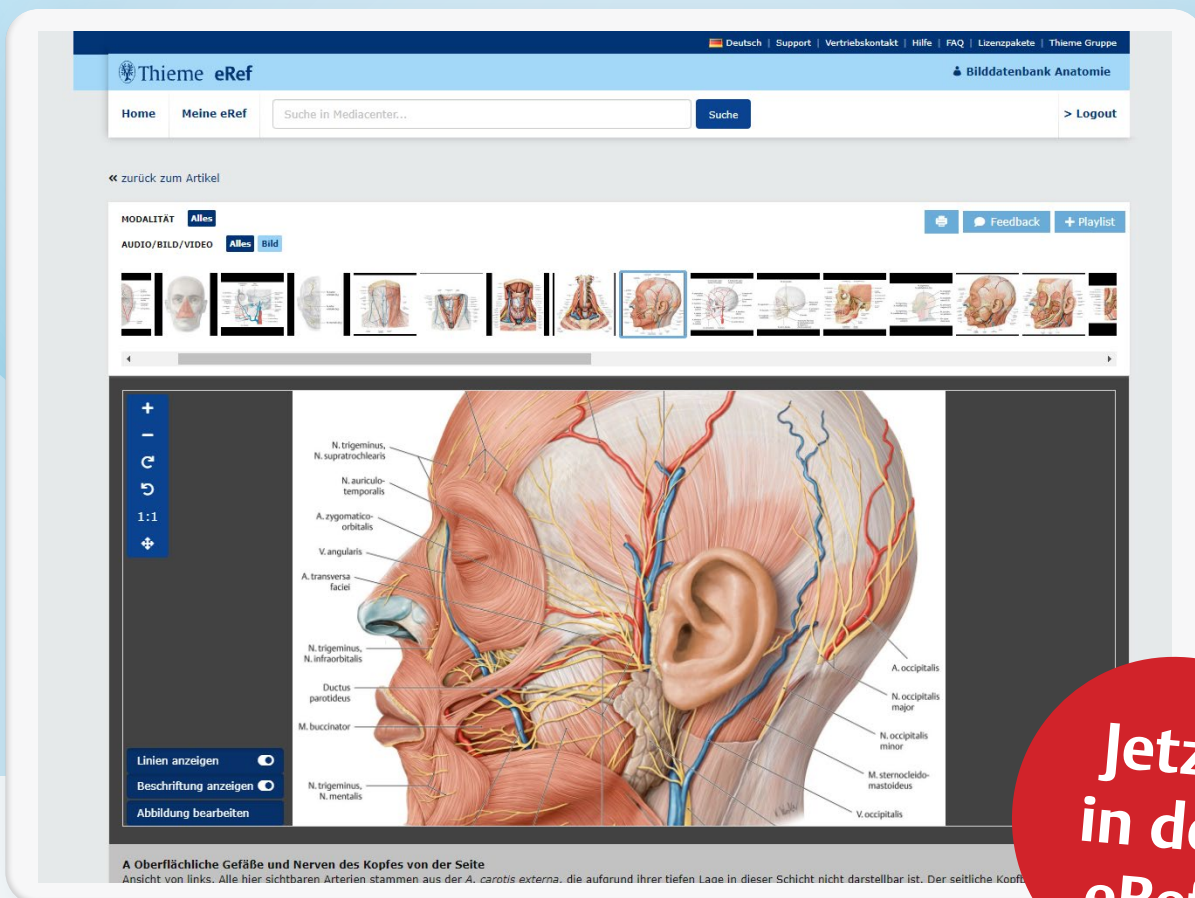 Deutsch | Support | Vertriebskontakt | Hilfe | FAQ | Lizenzpakete | Thieme Gruppe
Thieme eRef
Bilddatenbank Anatomie
Home
Meine eRef
Suche in Mediacenter...
Suche
> Logout
« zurück zum Artikel
MODALITÄT Alles
Feedback
+ Playlist
AUDIO/BILD/VIDEO Alles Bild
+
−
1:1
N. trigeminus,
N. supratrochlearis
N. auriculo-
temporalis
A. zygomatico-
orbitalis
V. angularis
A. transversa
faciei
N. trigeminus,
N. infraorbitalis
Ductus
parotideus
M. buccinator
N. trigeminus,
N. mentalis
A. occipitalis
N. occipitalis
major
N. occipitalis
minor
M. sternocleido-
mastoideus
V. occipitalis
Linien anzeigen
Beschriftung anzeigen
Abbildung bearbeiten
Jetz
in de
eRef
A Oberflächliche Gefäße und Nerven des Kopfes von der Seite
Ansicht von links. Alle hier sichtbaren Arterien stammen aus der A. carotis externa, die aufgrund ihrer tiefen Lage in dieser Schicht nicht darstellbar ist. Der seitliche